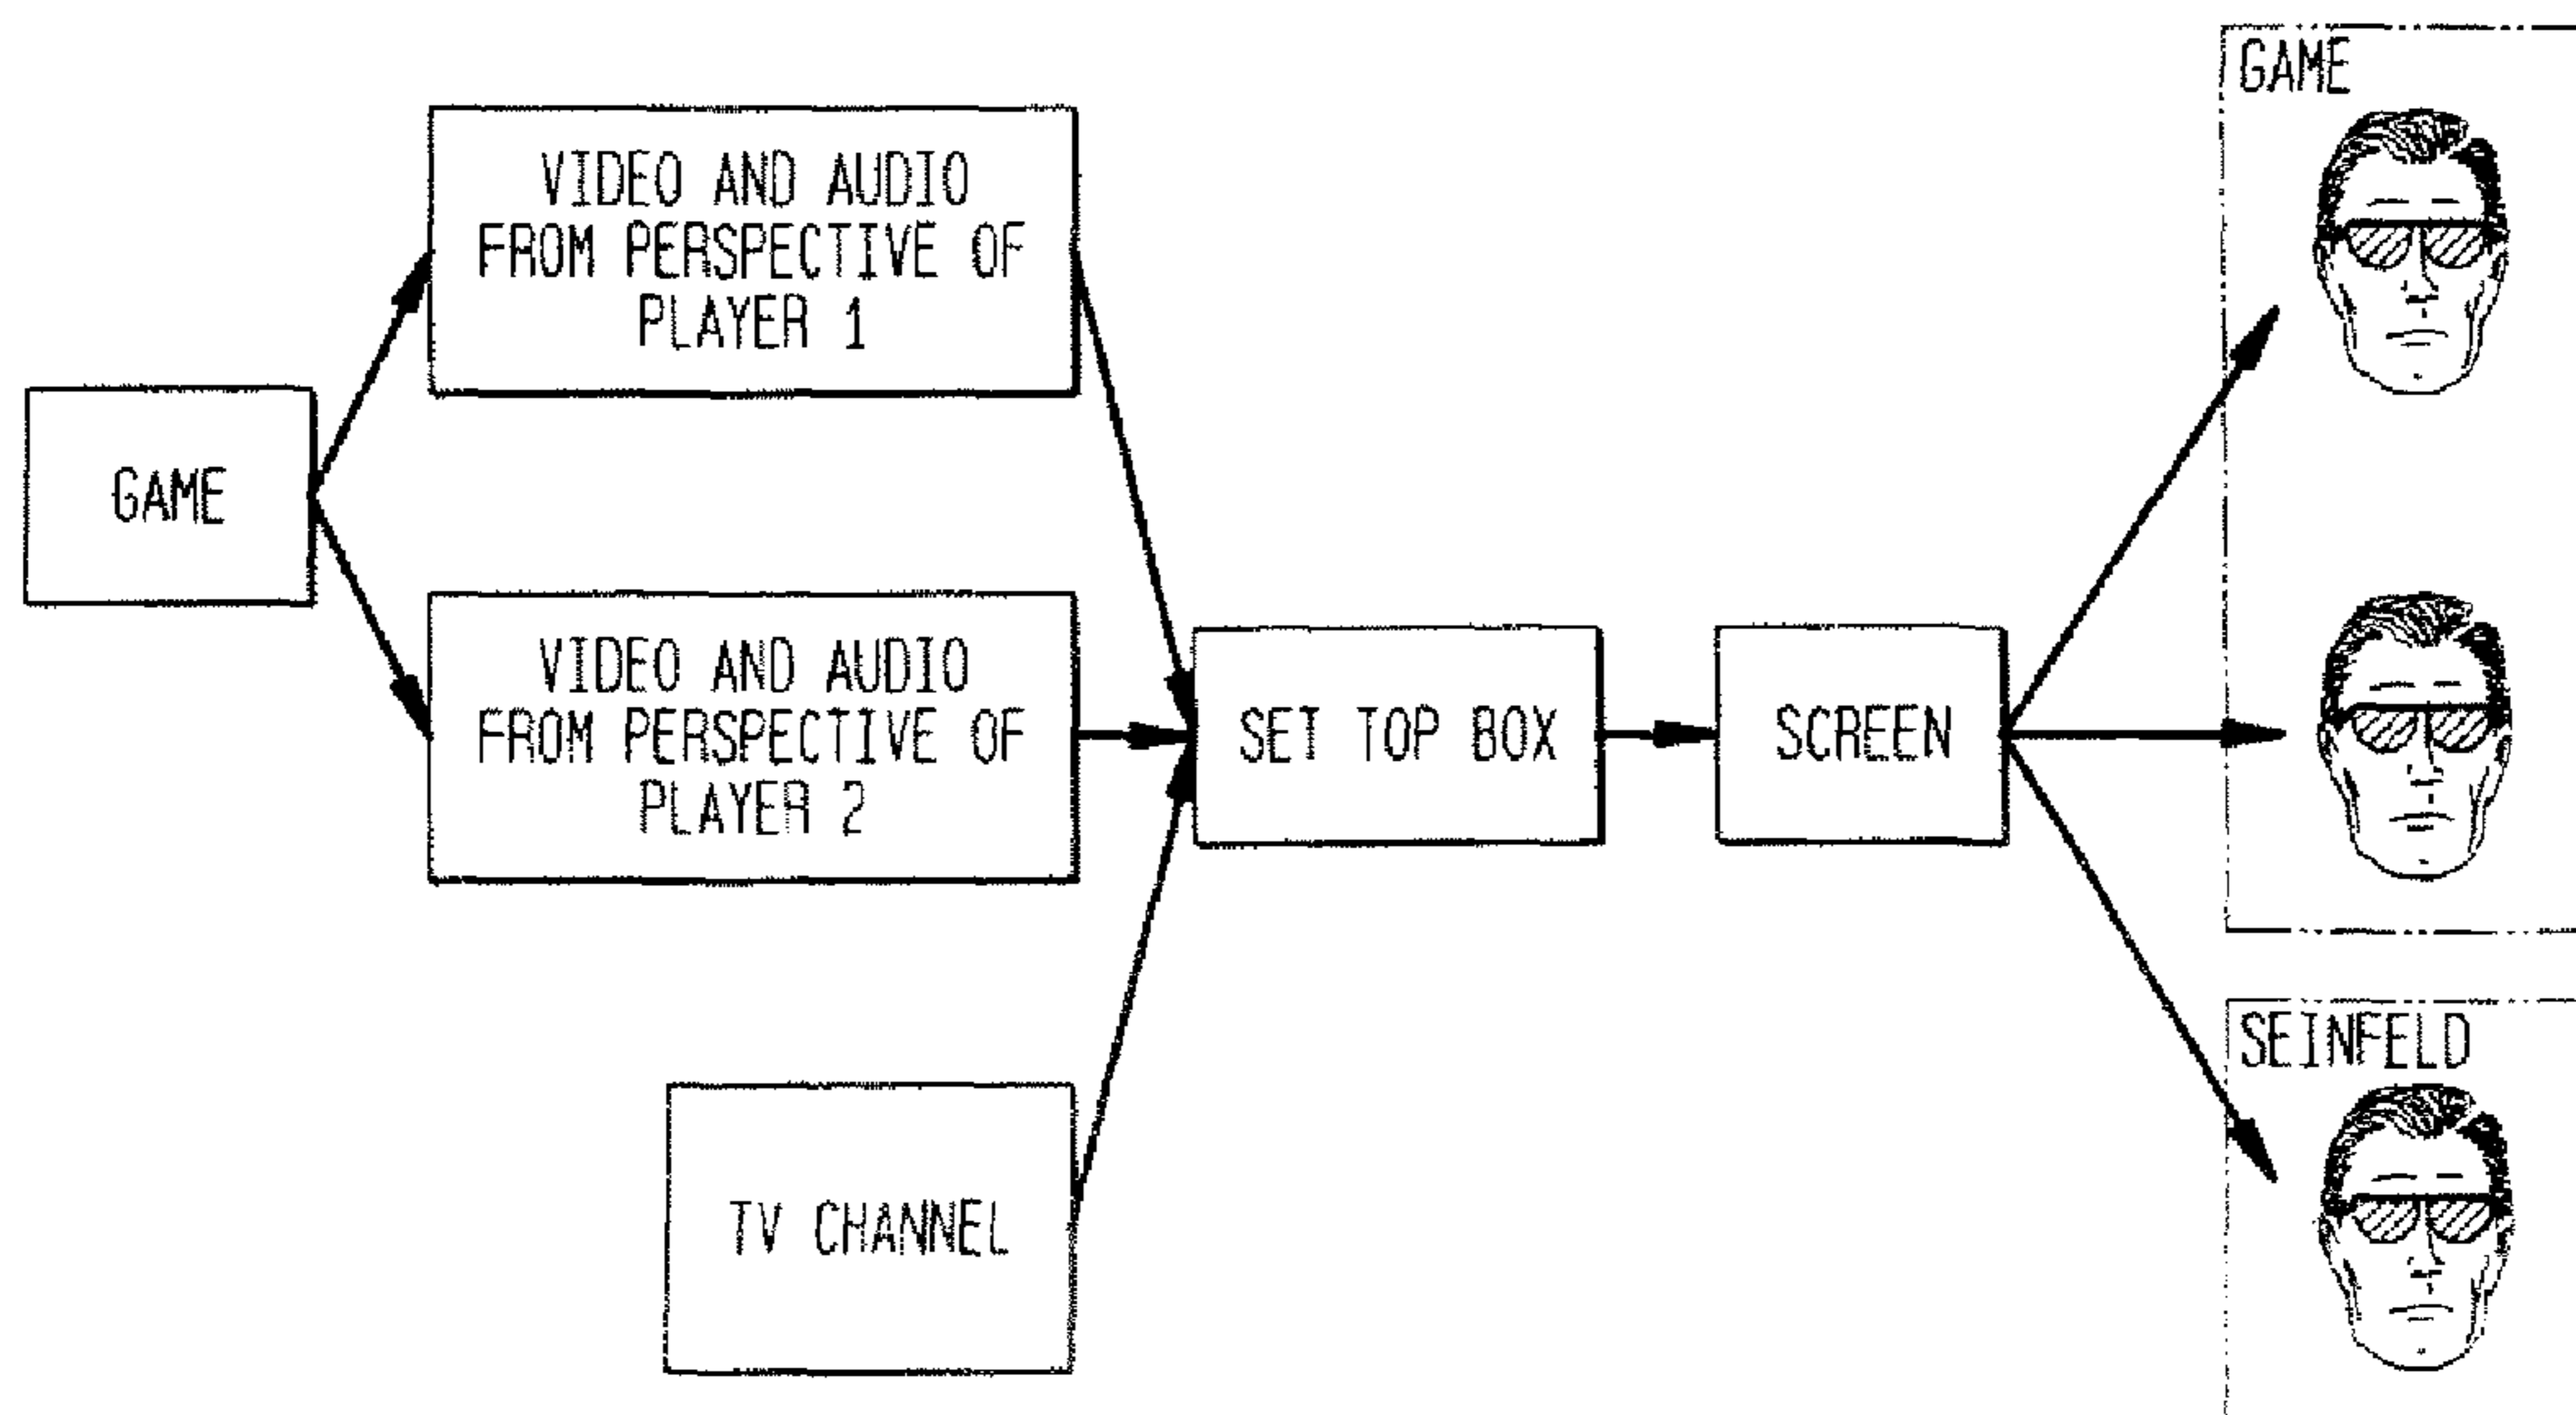 GAME
VIDEO AND AUDIO
FROM PERSPECTIVE OF
PLAYER 1
GAME
VIDEO AND AUDIO
FROM PERSPECTIVE OF
PLAYER 2
SET TOP BOX
SCREEN
SEINFELD
TV CHANNEL